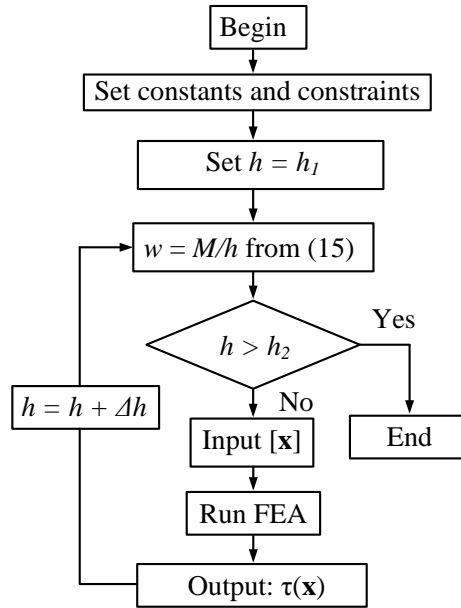 Begin
Set constants and constraints
Set h = h₁
w = M/h from (15)
h > h₂
Yes
No
h = h + Δh
Input [x]
End
Run FEA
Output: τ(x)